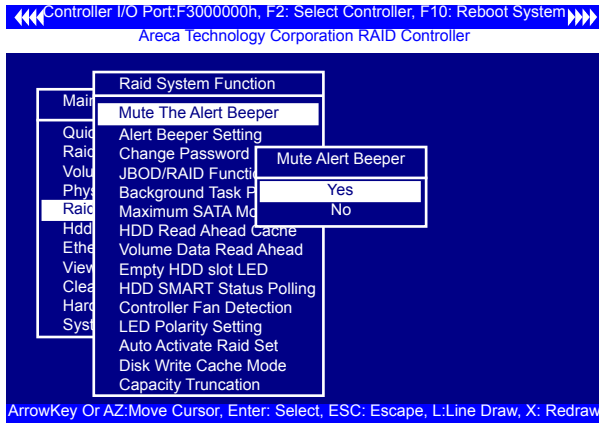 Controller I/O Port:F3000000h, F2: Select Controller, F10: Reboot System
Areca Technology Corporation RAID Controller
Raid System Function
Mute The Alert Beeper
Alert Beeper Setting
Change Password
JBOD/RAID
Background Task
Maximum SATA
HDD Read Ahead Cache
Volume Data Read Ahead
Empty HDD slot LED
HDD SMART Status Polling
Controller Fan Detection
LED Polarity Setting
Auto Activate Raid Set
Disk Write Cache Mode
Capacity Truncation
Mute Alert Beeper
Yes
No
ArrowKey Or AZ:Move Cursor, Enter: Select, ESC: Escape, L:Line Draw, X: Redraw